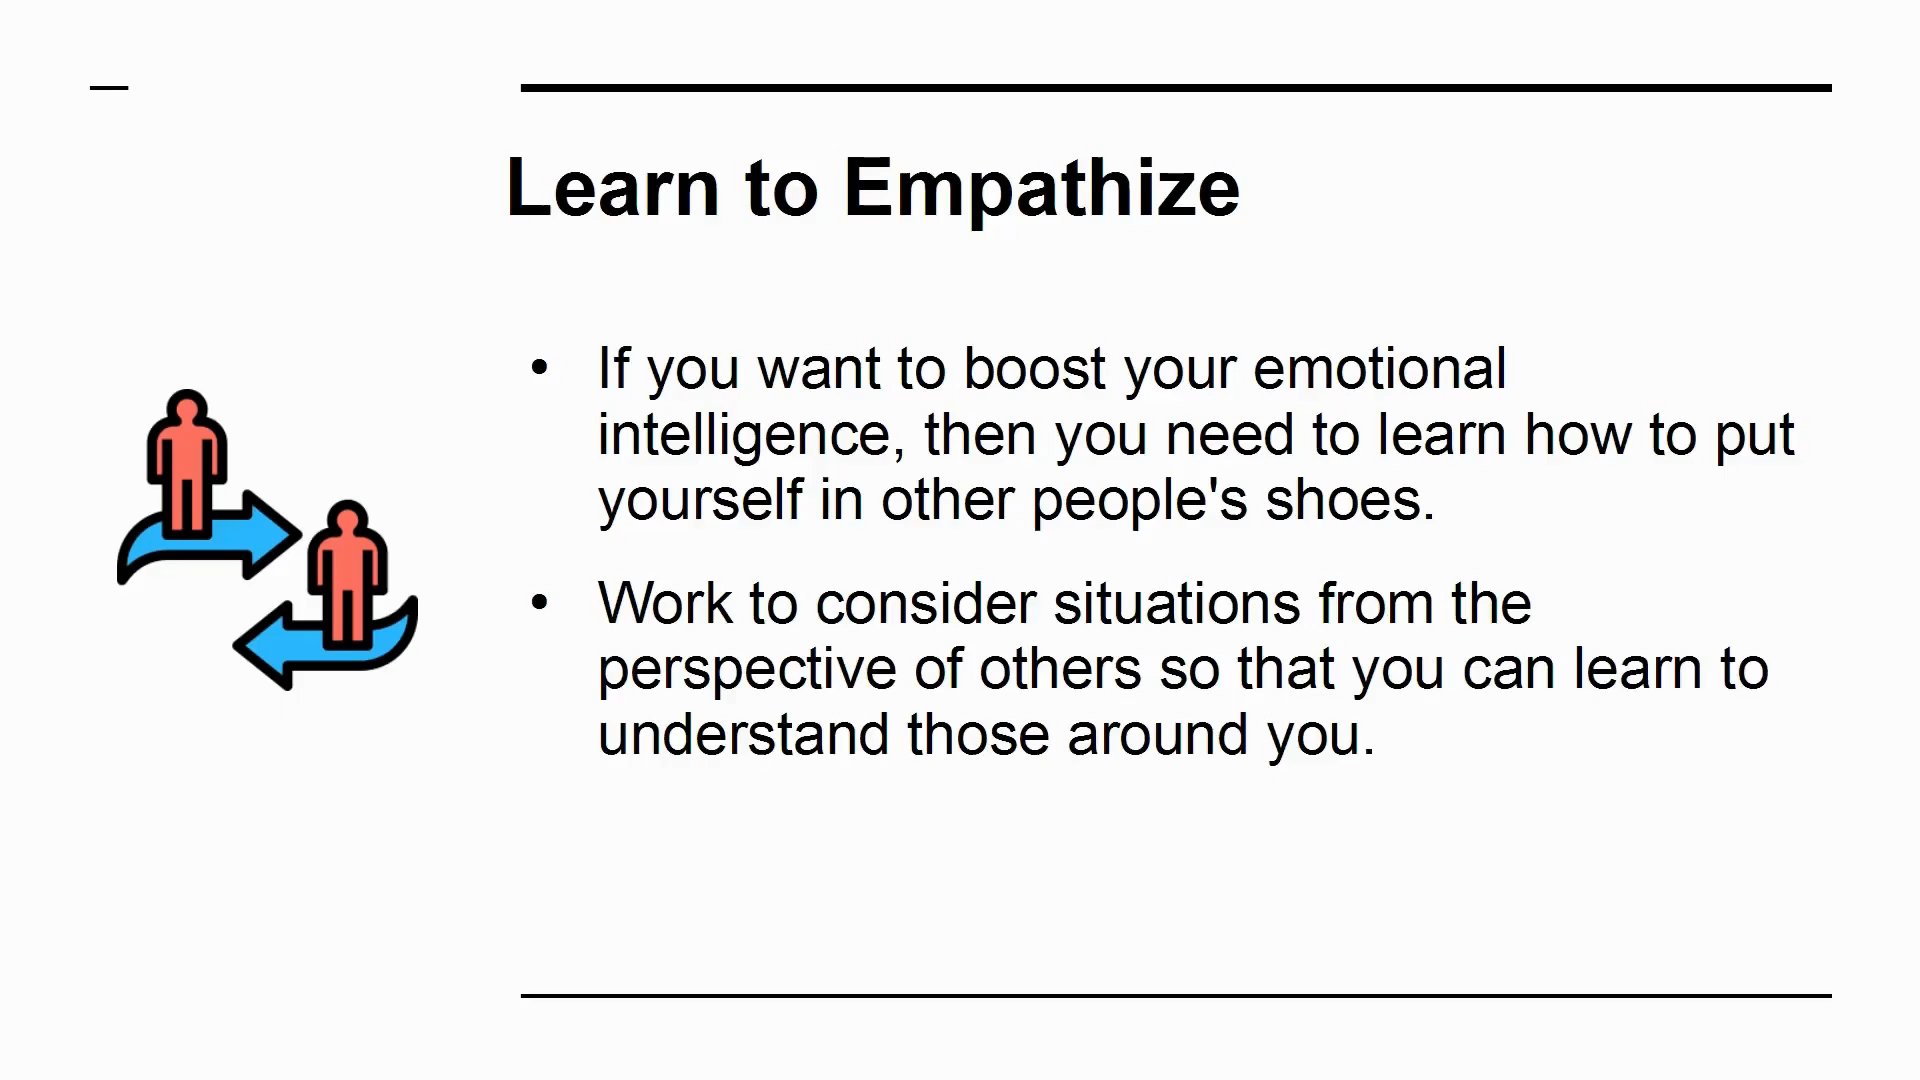 Learn to Empathize
• If you want to boost your emotional
intelligence, then you need to learn how to put
yourself in other people's shoes.
• Work to consider situations from the
perspective of others so that you can learn to
understand those around you.